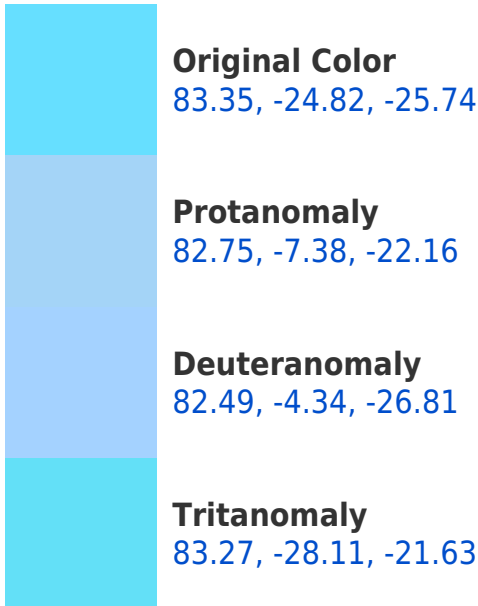 Original Color
83.35, -24.82, -25.74
Protanomaly
82.75, -7.38, -22.16
Deuteranomaly
82.49, -4.34, -26.81
Tritanomaly
83.27, -28.11, -21.63